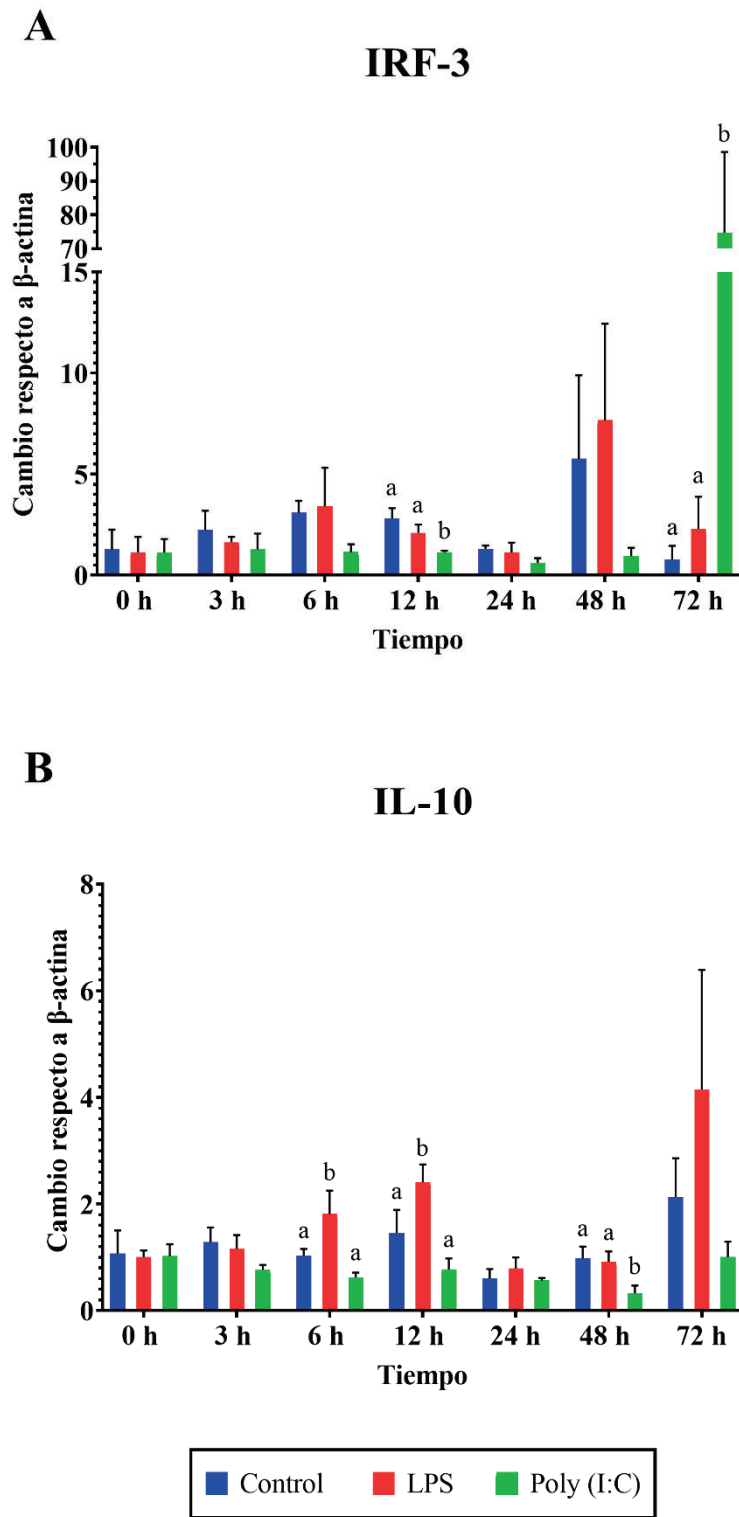 A
IRF-3
Cambio respecto a β-actina
100
90
80
70
15
10
5
0
b
a
a
b
a
a
0 h 3 h 6 h 12 h 24 h 48 h 72 h
Tiempo
B
IL-10
Cambio respecto a β-actina
8
6
4
2
0
a
b
a
a
b
a
a
a
b
0 h 3 h 6 h 12 h 24 h 48 h 72 h
Tiempo
Control LPS Poly (I:C)